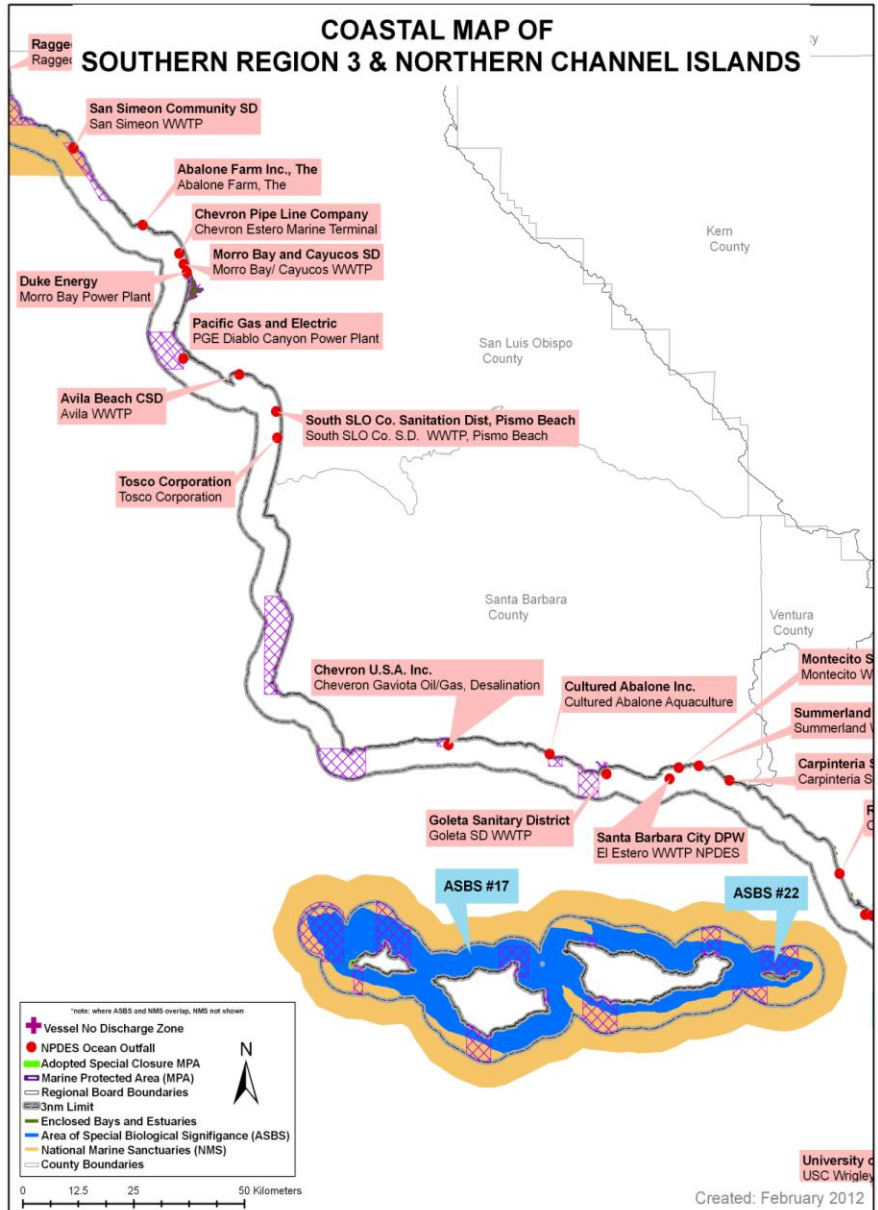 COASTAL MAP OF
SOUTHERN REGION 3 & NORTHERN CHANNEL ISLANDS
San Simeon Community SD
San Simeon WWTP
Abalone Farm Inc., The
Abalone Farm, The
Chevron Pipe Line Company
Chevron Estero Marine Terminal
Kern
County
Morro Bay and Cayucos SD
Morro Bay/ Cayucos WWTP
Duke Energy
Morro Bay Power Plant
Pacific Gas and Electric
PGE Diablo Canyon Power Plant
San Luis Obispo
County
Avila Beach CSD
Avila WWTP
South SLO Co. Sanitation Dist, Pismo Beach
South SLO Co. S.D. WWTP, Pismo Beach
Tosco Corporation
Tosco Corporation
Santa Barbara
County
Ventura
County
Chevron U.S.A. Inc.
Cheveron Gaviota Oil/Gas, Desalination
Cultured Abalone Inc.
Cultured Abalone Aquaculture
Montecito S
Montecito W
Summerland
Summerland W
Carpinteria S
Carpinteria S
Goleta Sanitary District
Goleta SD WWTP
Santa Barbara City DPW
El Estero WWTP NPDES
ASBS #17
ASBS #22
*note: where ASBS and NMS overlap, NMS not shown
Vessel No Discharge Zone
NPDES Ocean Outfall
Adopted Special Closure MPA
Marine Protected Area (MPA)
Regional Board Boundaries
3nm Limit
Enclosed Bays and Estuaries
Area of Special Biological Signifigance (ASBS)
National Marine Sanctuaries (NMS)
County Boundaries
N
0 12.5 25 50 Kilometers
University
USC Wrigley
Created: February 2012